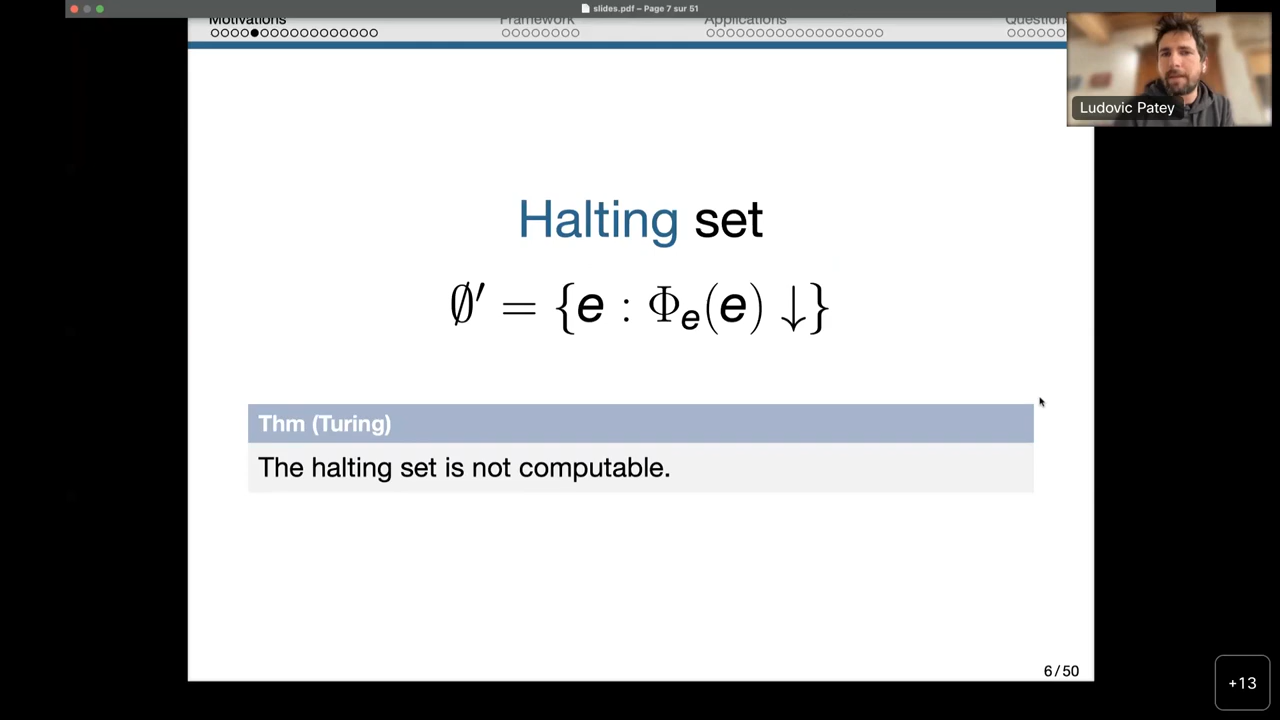 slides.pdf – Page 7 sur 51
Motivations Framework Applications Question
Ludovic Patey
Halting set
∅′ = {e : Φₑ(e) ↓}
Thm (Turing)
The halting set is not computable.
6 / 50
+13